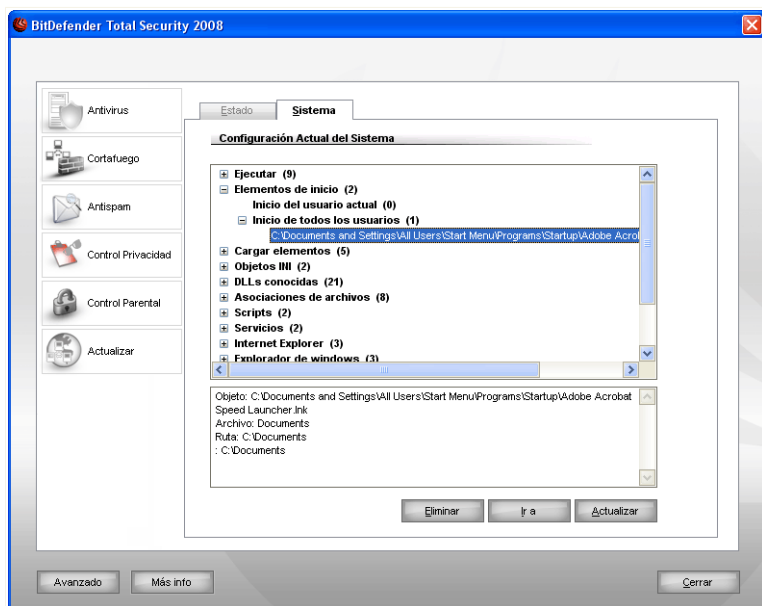 BitDefender Total Security 2008
Antivirus
Cortafuego
Antispam
Control Privacidad
Control Parental
Actualizar
Estado
Sistema
Configuración Actual del Sistema
Ejecutar (9)
Elementos de inicio (2)
Inicio del usuario actual (0)
Inicio de todos los usuarios (1)
C:\Documents and Settings\All Users\Start Menu\Programs\Startup\Adobe Acrob
Cargar elementos (5)
Objetos INI (2)
DLLs conocidas (21)
Asociaciones de archivos (8)
Scripts (2)
Servicios (2)
Internet Explorer (3)
Explorador de windows (3)
Objeto: C:\Documents and Settings\All Users\Start Menu\Programs\Startup\Adobe Acrobat
Speed Launcher.lnk
Archivo: Documents
Ruta: C:\Documents
: C:\Documents
Eliminar
Ir a
Actualizar
Avanzado
Más info
Cerrar